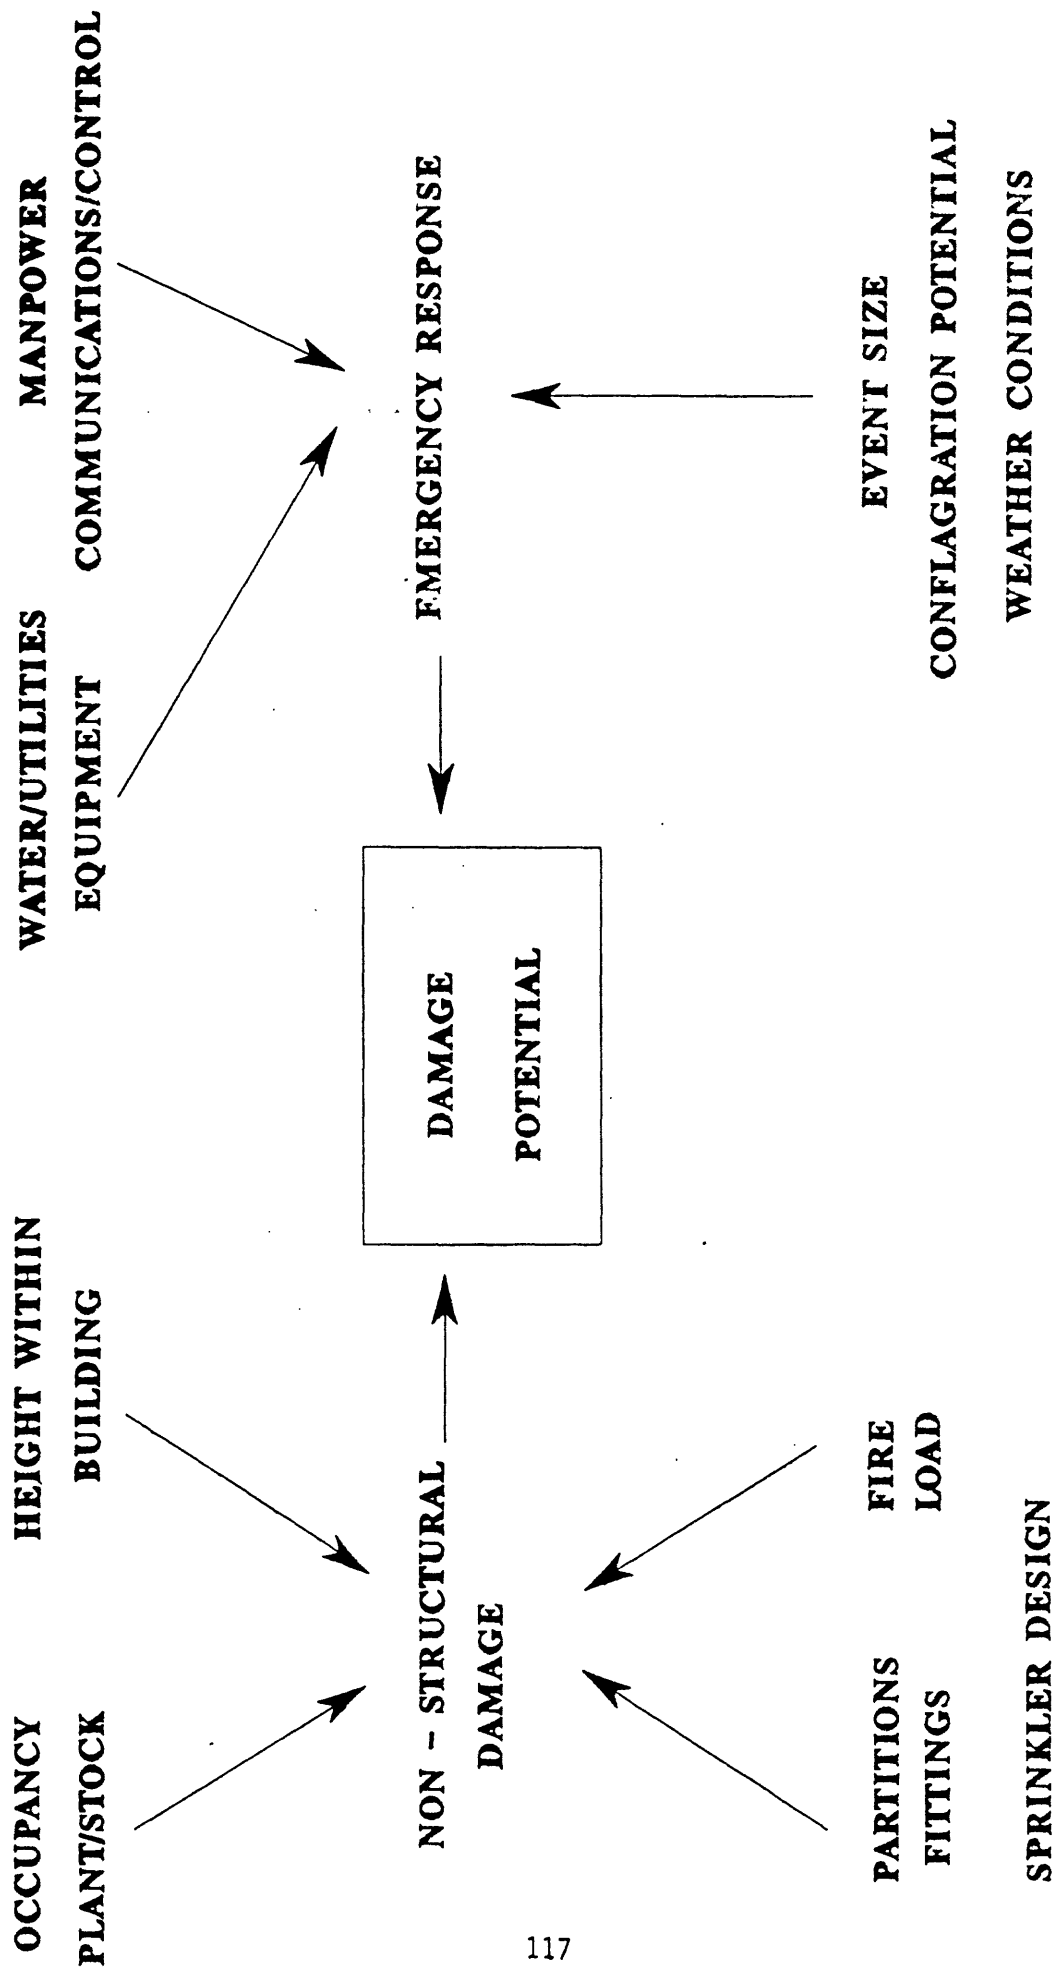 OCCUPANCY
PLANT/STOCK
HEIGHT WITHIN
BUILDING
WATER/UTILITIES
EQUIPMENT
MANPOWER
COMMUNICATIONS/CONTROL
NON - STRUCTURAL
DAMAGE
DAMAGE
POTENTIAL
EMERGENCY RESPONSE
PARTITIONS
FITTINGS
SPRINKLER DESIGN
FIRE
LOAD
EVENT SIZE
CONFLAGRATION POTENTIAL
WEATHER CONDITIONS
117